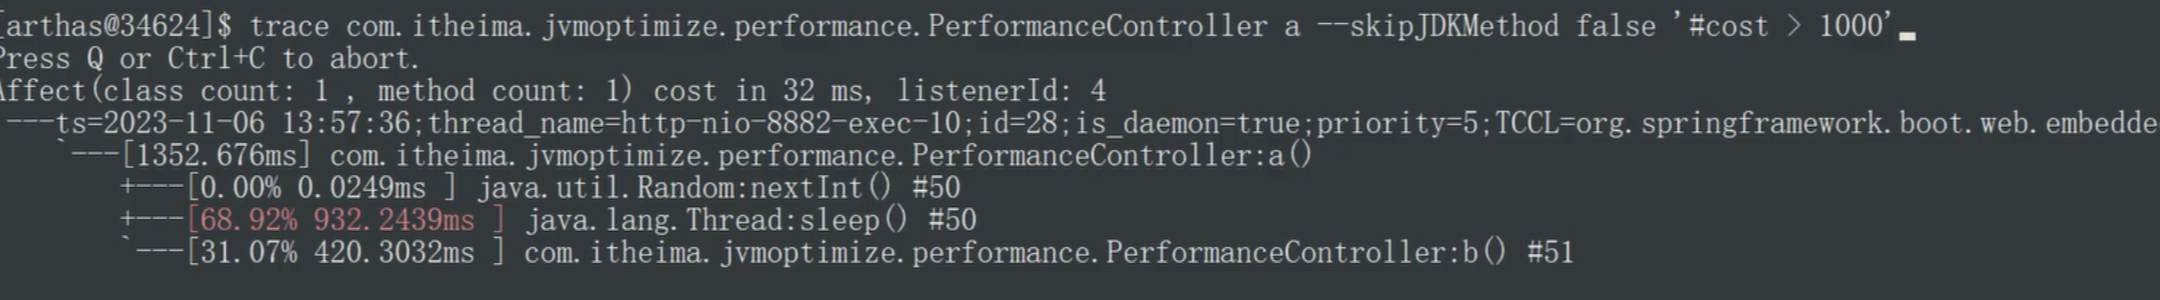 [arthas@34624]$ trace com.itheima.jvmoptimize.performance.PerformanceController a --skipJDKMethod false '#cost > 1000'
Press Q or Ctrl+C to abort.
Affect(class count: 1 , method count: 1) cost in 32 ms, listenerId: 4
`---ts=2023-11-06 13:57:36;thread_name=http-nio-8882-exec-10;id=28;is_daemon=true;priority=5;TCCL=org.springframework.boot.web.embedde
`---[1352.676ms] com.itheima.jvmoptimize.performance.PerformanceController:a()
+---[0.00% 0.0249ms ] java.util.Random:nextInt() #50
+---[68.92% 932.2439ms ] java.lang.Thread:sleep() #50
`---[31.07% 420.3032ms ] com.itheima.jvmoptimize.performance.PerformanceController:b() #51